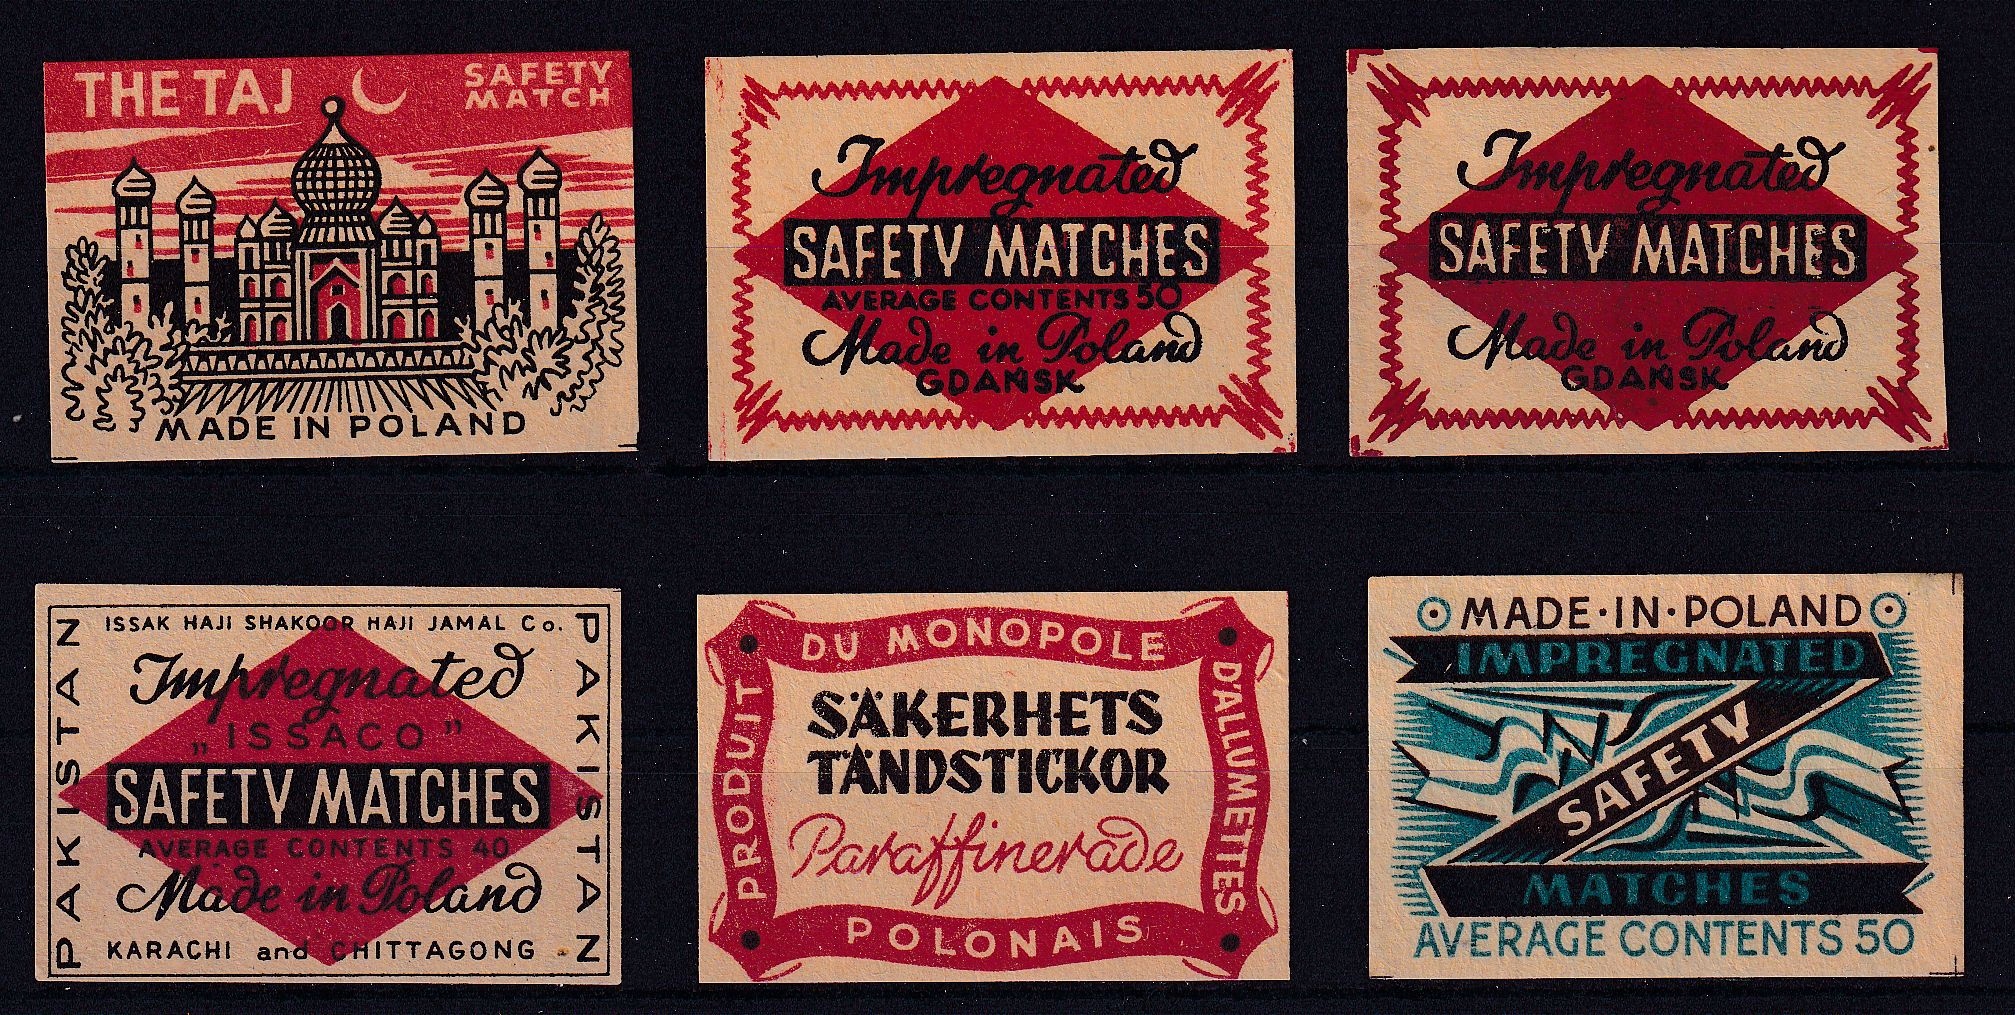 THE TAJ
SAFETY
MATCH
MADE IN POLAND
Impregnated
SAFETY MATCHES
AVERAGE CONTENTS 50
Made in Poland
GDAŃSK
Impregnated
SAFETY MATCHES
Made in Poland
GDAŃSK
PAKISTAN
ISSAK HAJI SHAKOOR HAJI JAMAL Co.
Impregnated
„ISSACO”
SAFETY MATCHES
AVERAGE CONTENTS 40
Made in Poland
KARACHI and CHITTAGONG
PAKISTAN
PRODUIT
DU MONOPOLE
D'ALLUMETTES
POLONAIS
SÄKERHETS
TÄNDSTICKOR
Paraffinerade
MADE·IN·POLAND
IMPREGNATED
SAFETY
MATCHES
AVERAGE CONTENTS 50